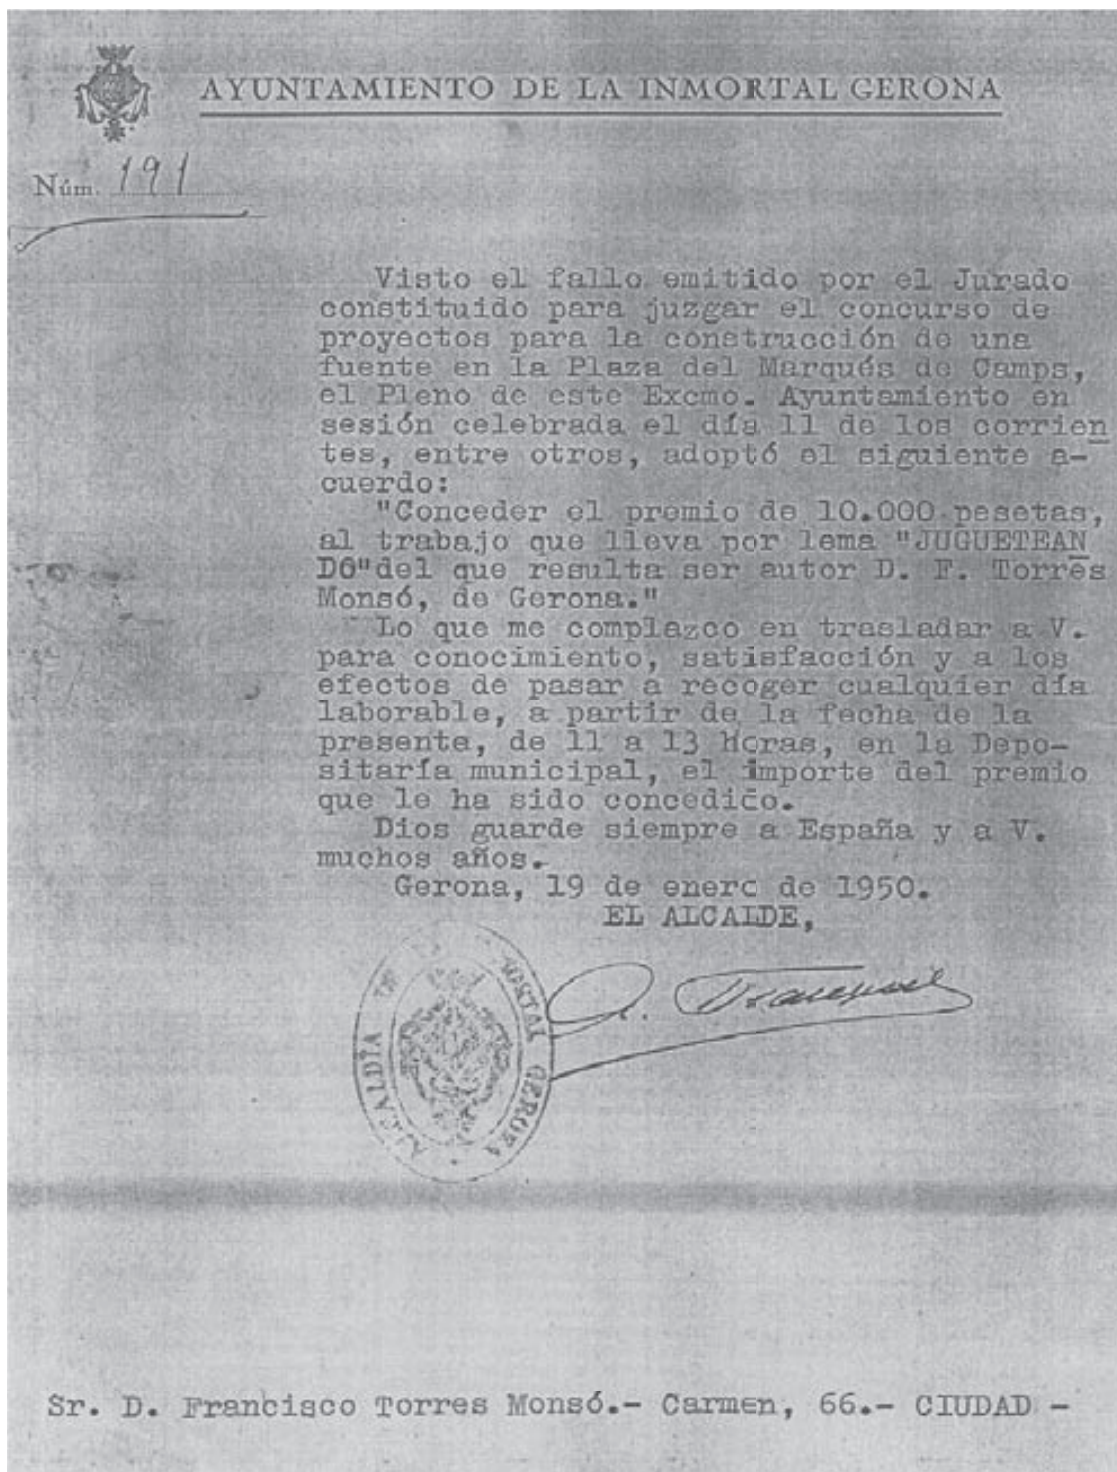 AYUNTAMIENTO DE LA INMORTAL GERONA
Núm. 191
Visto el fallo emitido por el Jurado
constituido para juzgar el concurso de
proyectos para la construcción de una
fuente en la Plaza del Marqués de Camps,
el Pleno de este Excmo. Ayuntamiento en
sesión celebrada el día 11 de los corrien
tes, entre otros, adoptó el siguiente a-
cuerdo:
"Conceder el premio de 10.000 pesetas,
al trabajo que lleva por lema "JUGUETEAN
DO"del que resulta ser autor D. F. Torres
Monsó, de Gerona."
Lo que me complazco en trasladar a V.
para conocimiento, satisfacción y a los
efectos de pasar a recoger cualquier día
laborable, a partir de la fecha de la
presente, de 11 a 13 Horas, en la Depo-
sitaría municipal, el importe del premio
que le ha sido concedido.
Dios guarde siempre a España y a V.
muchos años.-
Gerona, 19 de enero de 1950.
EL ALCALDE,
ALCALDÍA DE MORTAL GERONA
Sr. D. Francisco Torres Monsó.- Carmen, 66.- CIUDAD -